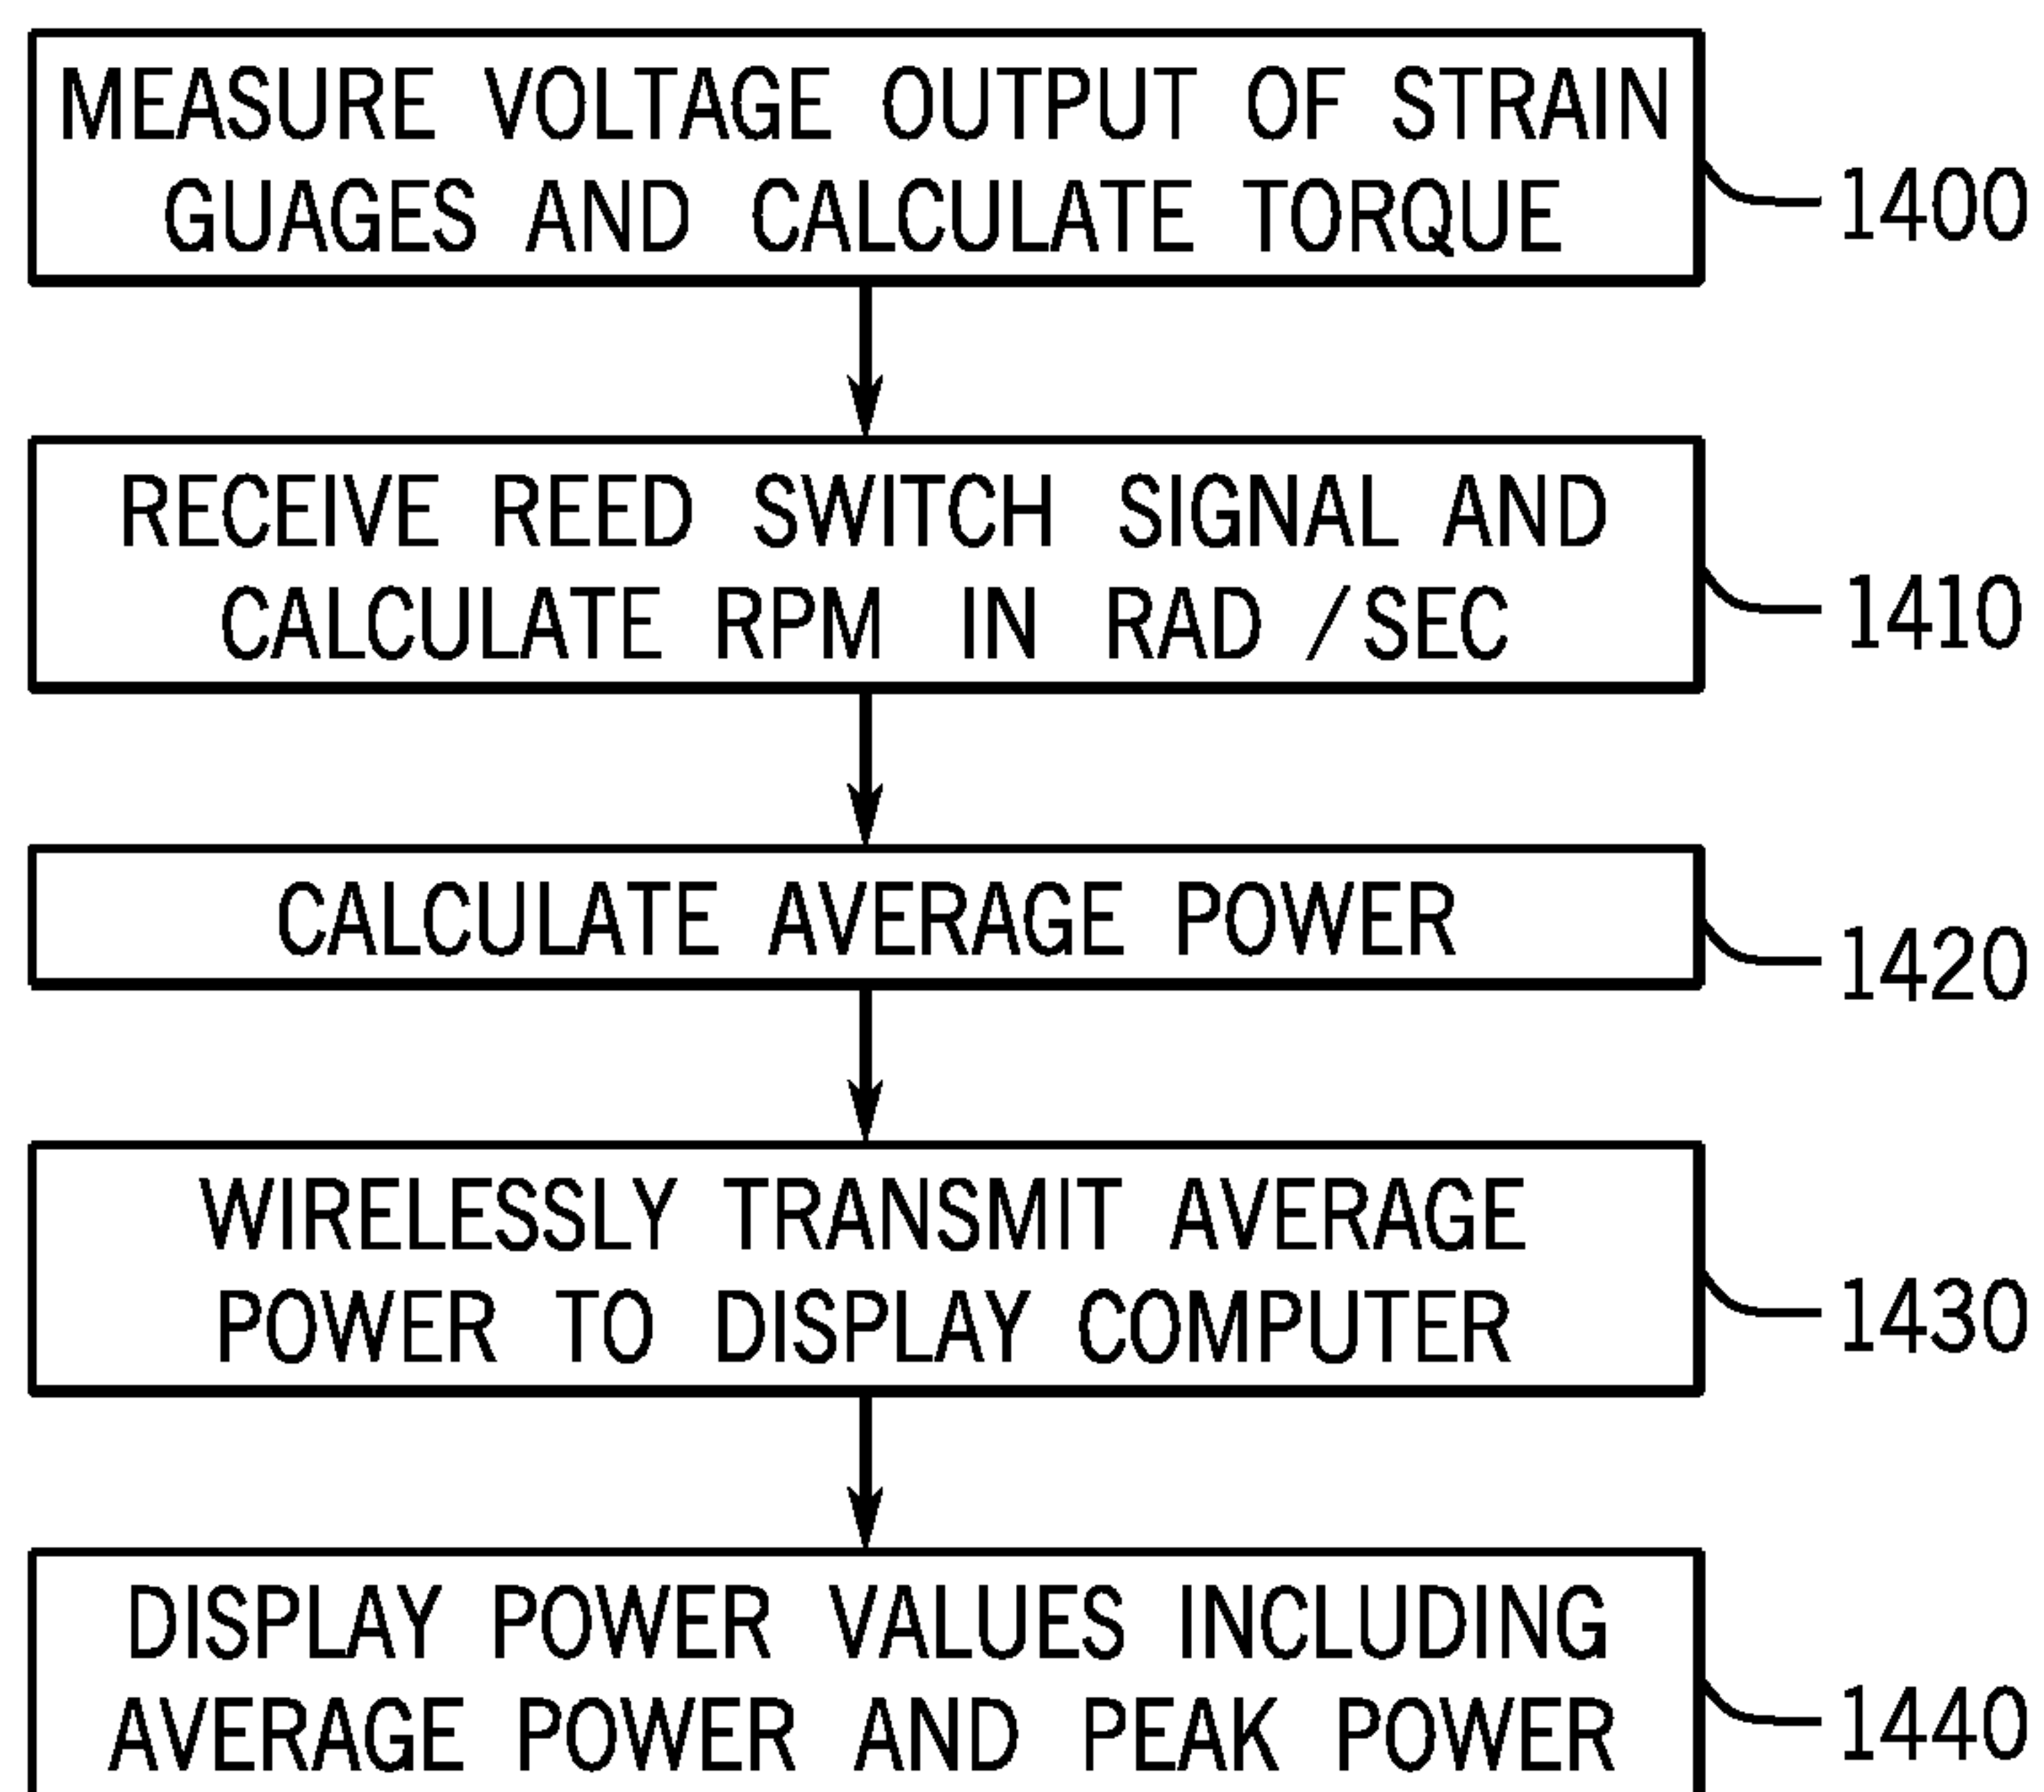 MEASURE VOLTAGE OUTPUT OF STRAIN
GUAGES AND CALCULATE TORQUE
1400
RECEIVE REED SWITCH SIGNAL AND
CALCULATE RPM IN RAD /SEC
1410
CALCULATE AVERAGE POWER
1420
WIRELESSLY TRANSMIT AVERAGE
POWER TO DISPLAY COMPUTER
1430
DISPLAY POWER VALUES INCLUDING
AVERAGE POWER AND PEAK POWER
1440